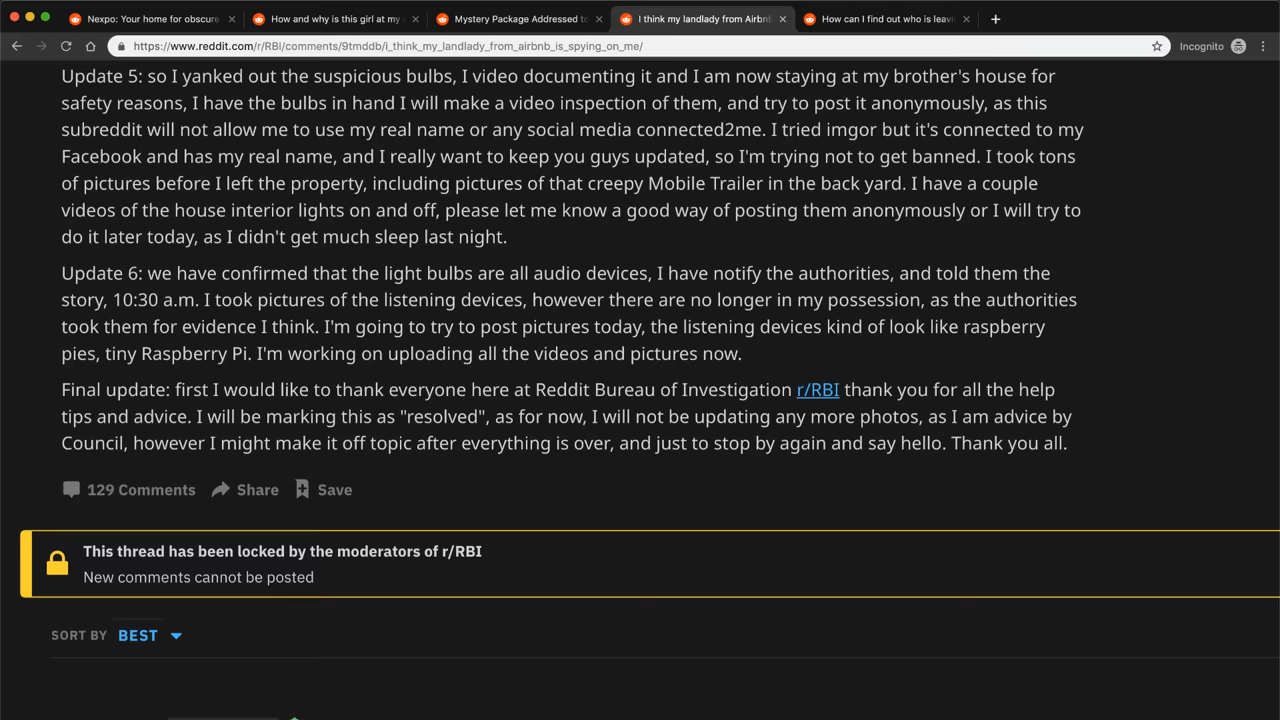 Nexpo: Your home for obscure
How and why is this girl at my
Mystery Package Addressed to
I think my landlady from Airbnb
How can I find out who is leavi
https://www.reddit.com/r/RBI/comments/9tmddb/i_think_my_landlady_from_airbnb_is_spying_on_me/
Incognito
Update 5: so I yanked out the suspicious bulbs, I video documenting it and I am now staying at my brother's house for
safety reasons, I have the bulbs in hand I will make a video inspection of them, and try to post it anonymously, as this
subreddit will not allow me to use my real name or any social media connected2me. I tried imgor but it's connected to my
Facebook and has my real name, and I really want to keep you guys updated, so I'm trying not to get banned. I took tons
of pictures before I left the property, including pictures of that creepy Mobile Trailer in the back yard. I have a couple
videos of the house interior lights on and off, please let me know a good way of posting them anonymously or I will try to
do it later today, as I didn't get much sleep last night.
Update 6: we have confirmed that the light bulbs are all audio devices, I have notify the authorities, and told them the
story, 10:30 a.m. I took pictures of the listening devices, however there are no longer in my possession, as the authorities
took them for evidence I think. I'm going to try to post pictures today, the listening devices kind of look like raspberry
pies, tiny Raspberry Pi. I'm working on uploading all the videos and pictures now.
Final update: first I would like to thank everyone here at Reddit Bureau of Investigation r/RBI thank you for all the help
tips and advice. I will be marking this as "resolved", as for now, I will not be updating any more photos, as I am advice by
Council, however I might make it off topic after everything is over, and just to stop by again and say hello. Thank you all.
129 Comments Share Save
This thread has been locked by the moderators of r/RBI
New comments cannot be posted
SORT BY BEST